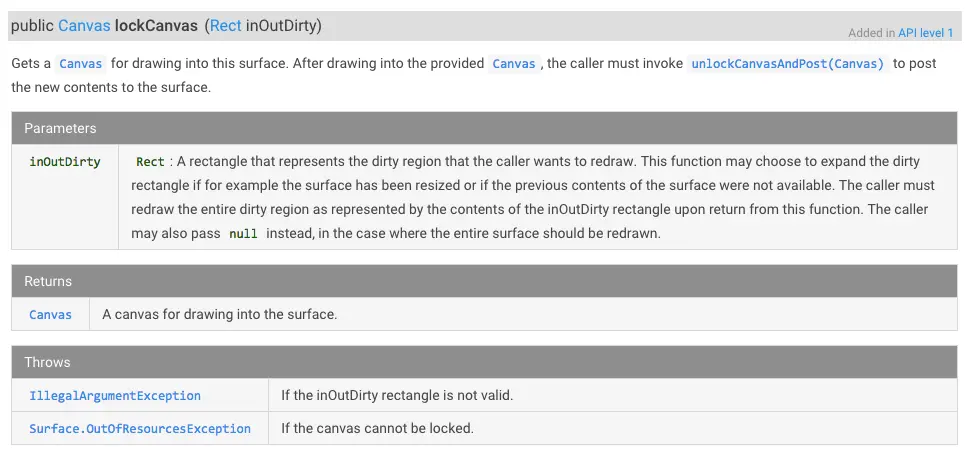 public Canvas lockCanvas (Rect inOutDirty)
Added in API level 1
Gets a Canvas for drawing into this surface. After drawing into the provided Canvas, the caller must invoke unlockCanvasAndPost(Canvas) to post
the new contents to the surface.
Parameters
inOutDirty Rect : A rectangle that represents the dirty region that the caller wants to redraw. This function may choose to expand the dirty
rectangle if for example the surface has been resized or if the previous contents of the surface were not available. The caller must
redraw the entire dirty region as represented by the contents of the inOutDirty rectangle upon return from this function. The caller
may also pass null instead, in the case where the entire surface should be redrawn.
Returns
Canvas A canvas for drawing into the surface.
Throws
IllegalArgumentException If the inOutDirty rectangle is not valid.
Surface.OutOfResourcesException If the canvas cannot be locked.